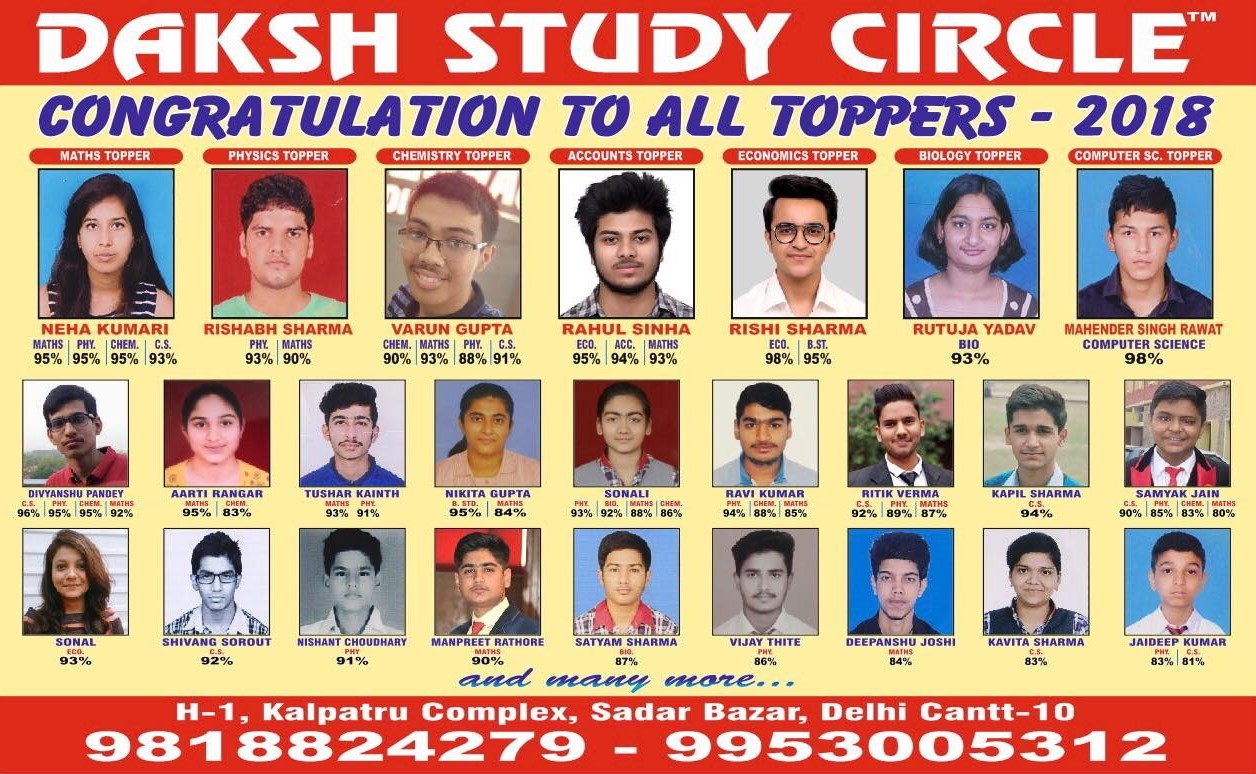 DAKSH STUDY CIRCLE™
CONGRATULATION TO ALL TOPPERS - 2018
MATHS TOPPER PHYSICS TOPPER CHEMISTRY TOPPER ACCOUNTS TOPPER ECONOMICS TOPPER BIOLOGY TOPPER COMPUTER SC. TOPPER
NEHA KUMARI RISHABH SHARMA VARUN GUPTA RAHUL SINHA RISHI SHARMA RUTUJA YADAV MAHENDER SINGH RAWAT
MATHS PHY. CHEM. C.S. PHY. MATHS CHEM. MATHS PHY. C.S. ECO. ACC. MATHS ECO. B.ST. BIO COMPUTER SCIENCE
95% 95% 95% 93% 93% 90% 90% 93% 88% 91% 95% 94% 93% 98% 95% 93% 98%
DIVYANSHU PANDEY AARTI RANGAR TUSHAR KAINTH NIKITA GUPTA SONALI RAVI KUMAR RITIK VERMA KAPIL SHARMA SAMYAK JAIN
C.S. PHY. CHEM. MATHS MATHS CHEM. MATHS PHY. B. STD. MATHS PHY. BIO. MATHS CHEM. PHY. CHEM. MATHS C.S. PHY. MATHS C.S. C.S. PHY. CHEM. MATHS
96% 95% 95% 92% 95% 83% 93% 91% 95% 84% 93% 92% 88% 86% 94% 88% 85% 92% 89% 87% 94% 90% 85% 83% 80%
SONAL SHIVANG SOROUT NISHANT CHOUDHARY MANPREET RATHORE SATYAM SHARMA VIJAY THITE DEEPANSHU JOSHI KAVITA SHARMA JAIDEEP KUMAR
ECO. C.S. PHY MATHS BIO. PHY. MATHS C.S. PHY. C.S.
93% 92% 91% 90% 87% 86% 84% 83% 83% 81%
and many more...
H-1, Kalpatru Complex, Sadar Bazar, Delhi Cantt-10
9818824279 - 9953005312